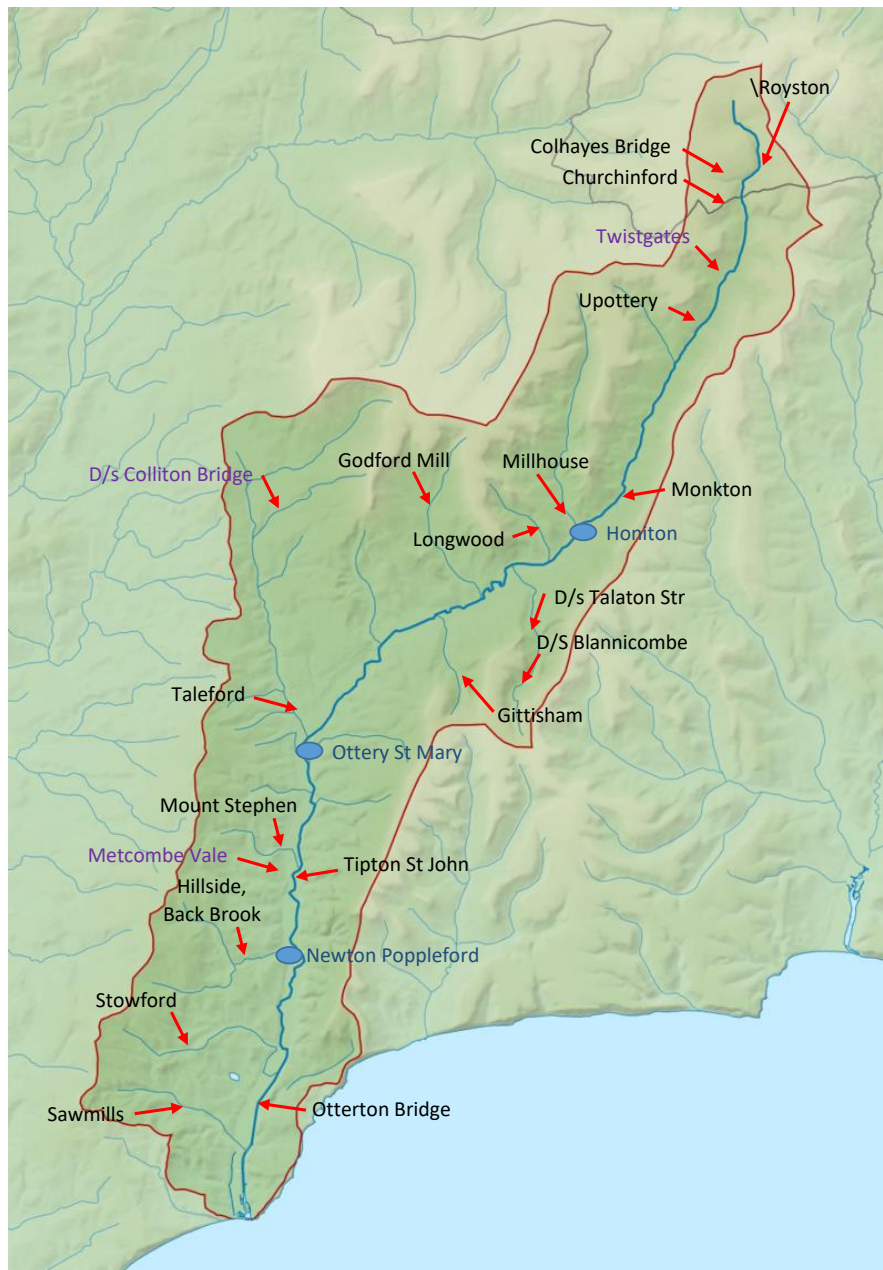 \Royston
Colhayes Bridge
Churchinford
Twistgates
Upottery
Godford Mill
Millhouse
D/s Colliton Bridge
Monkton
Longwood
Honiton
D/s Talaton Str
D/S Blannicombe
Taleford
Gittisham
Ottery St Mary
Mount Stephen
Metcombe Vale
Tipton St John
Hillside,
Back Brook
Newton Poppleford
Stowford
Sawmills
Otterton Bridge